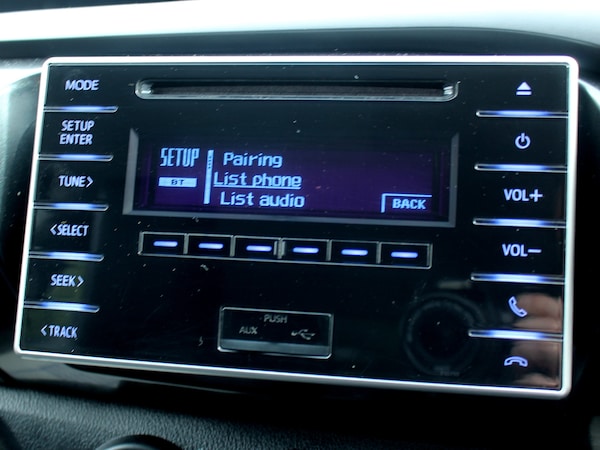 MODE
SETUP
ENTER
TUNE>
<SELECT
SEEK>
<TRACK
SETUP
BT
Pairing
List phone
List audio
BACK
PUSH
AUX
VOL+
VOL-